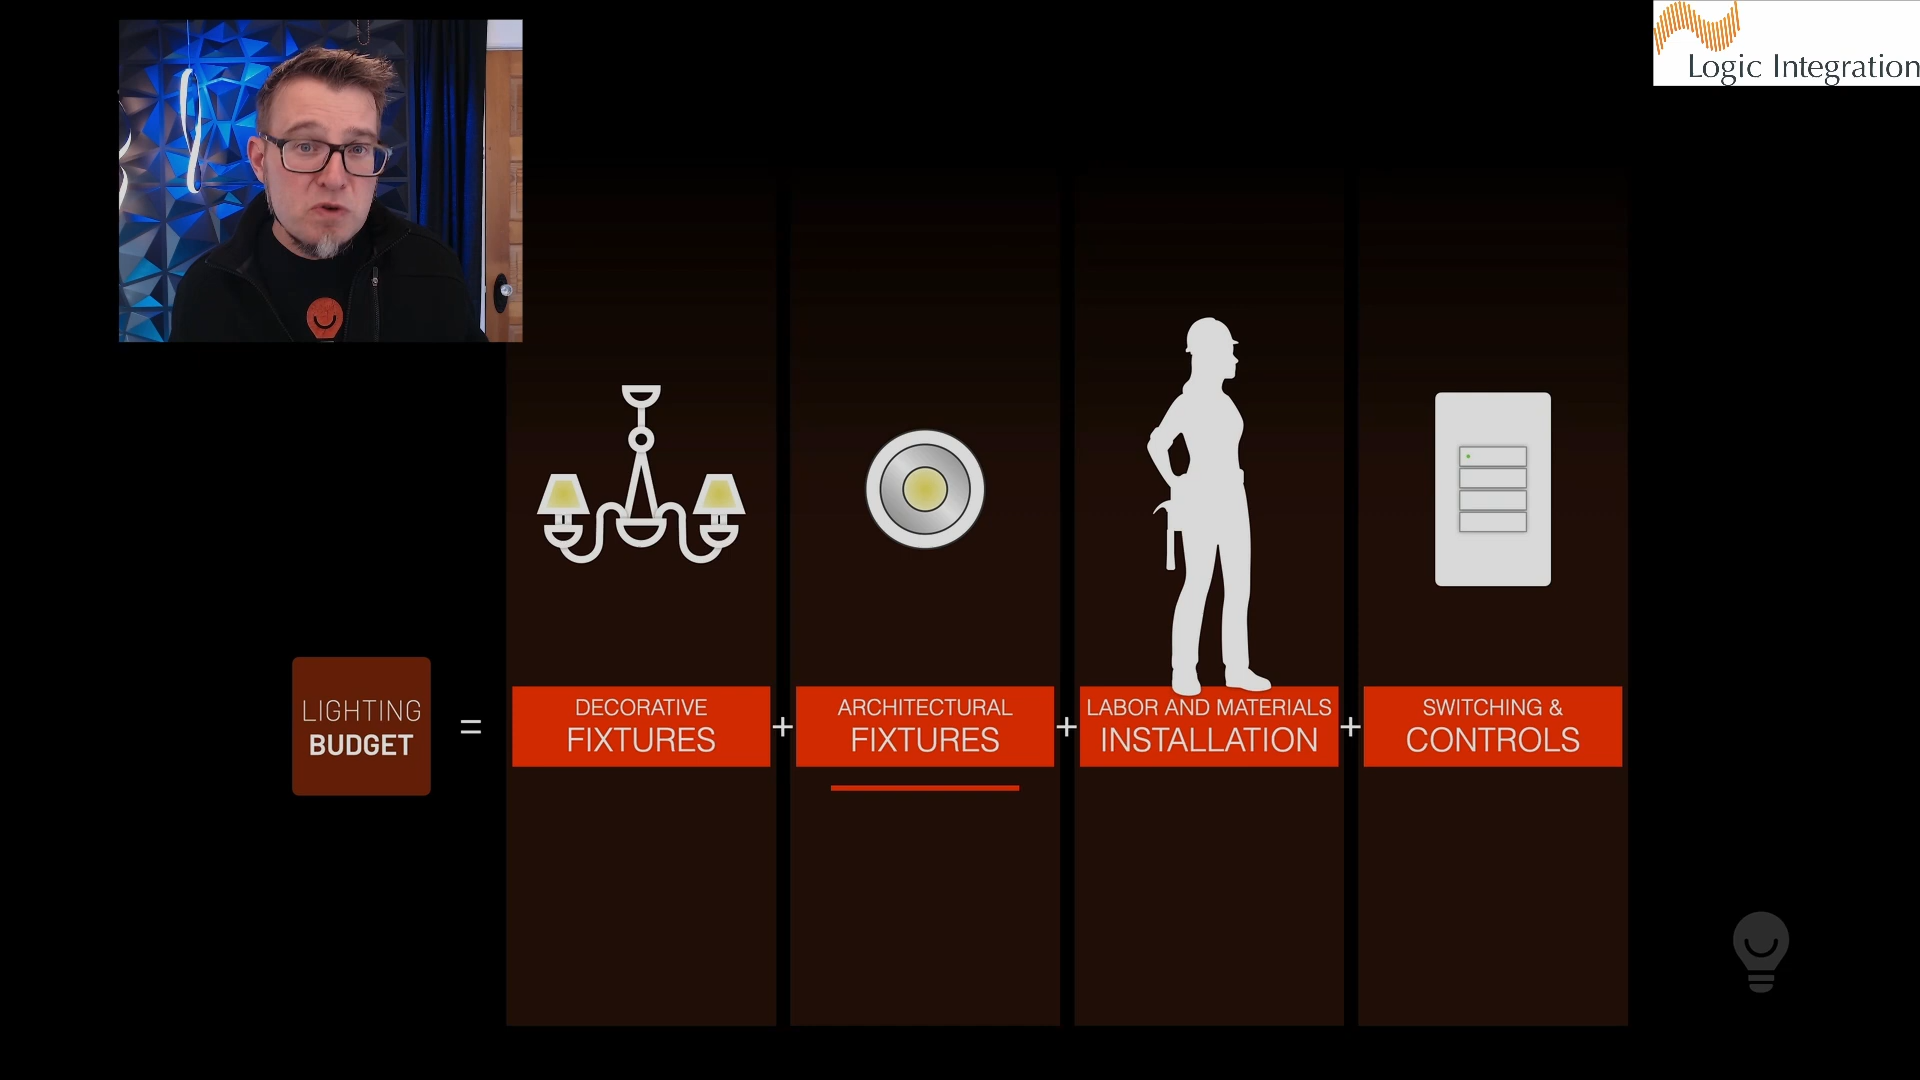 Logic Integration
LIGHTING
BUDGET
=
DECORATIVE
FIXTURES
+
ARCHITECTURAL
FIXTURES
+
LABOR AND MATERIALS
INSTALLATION
+
SWITCHING &
CONTROLS